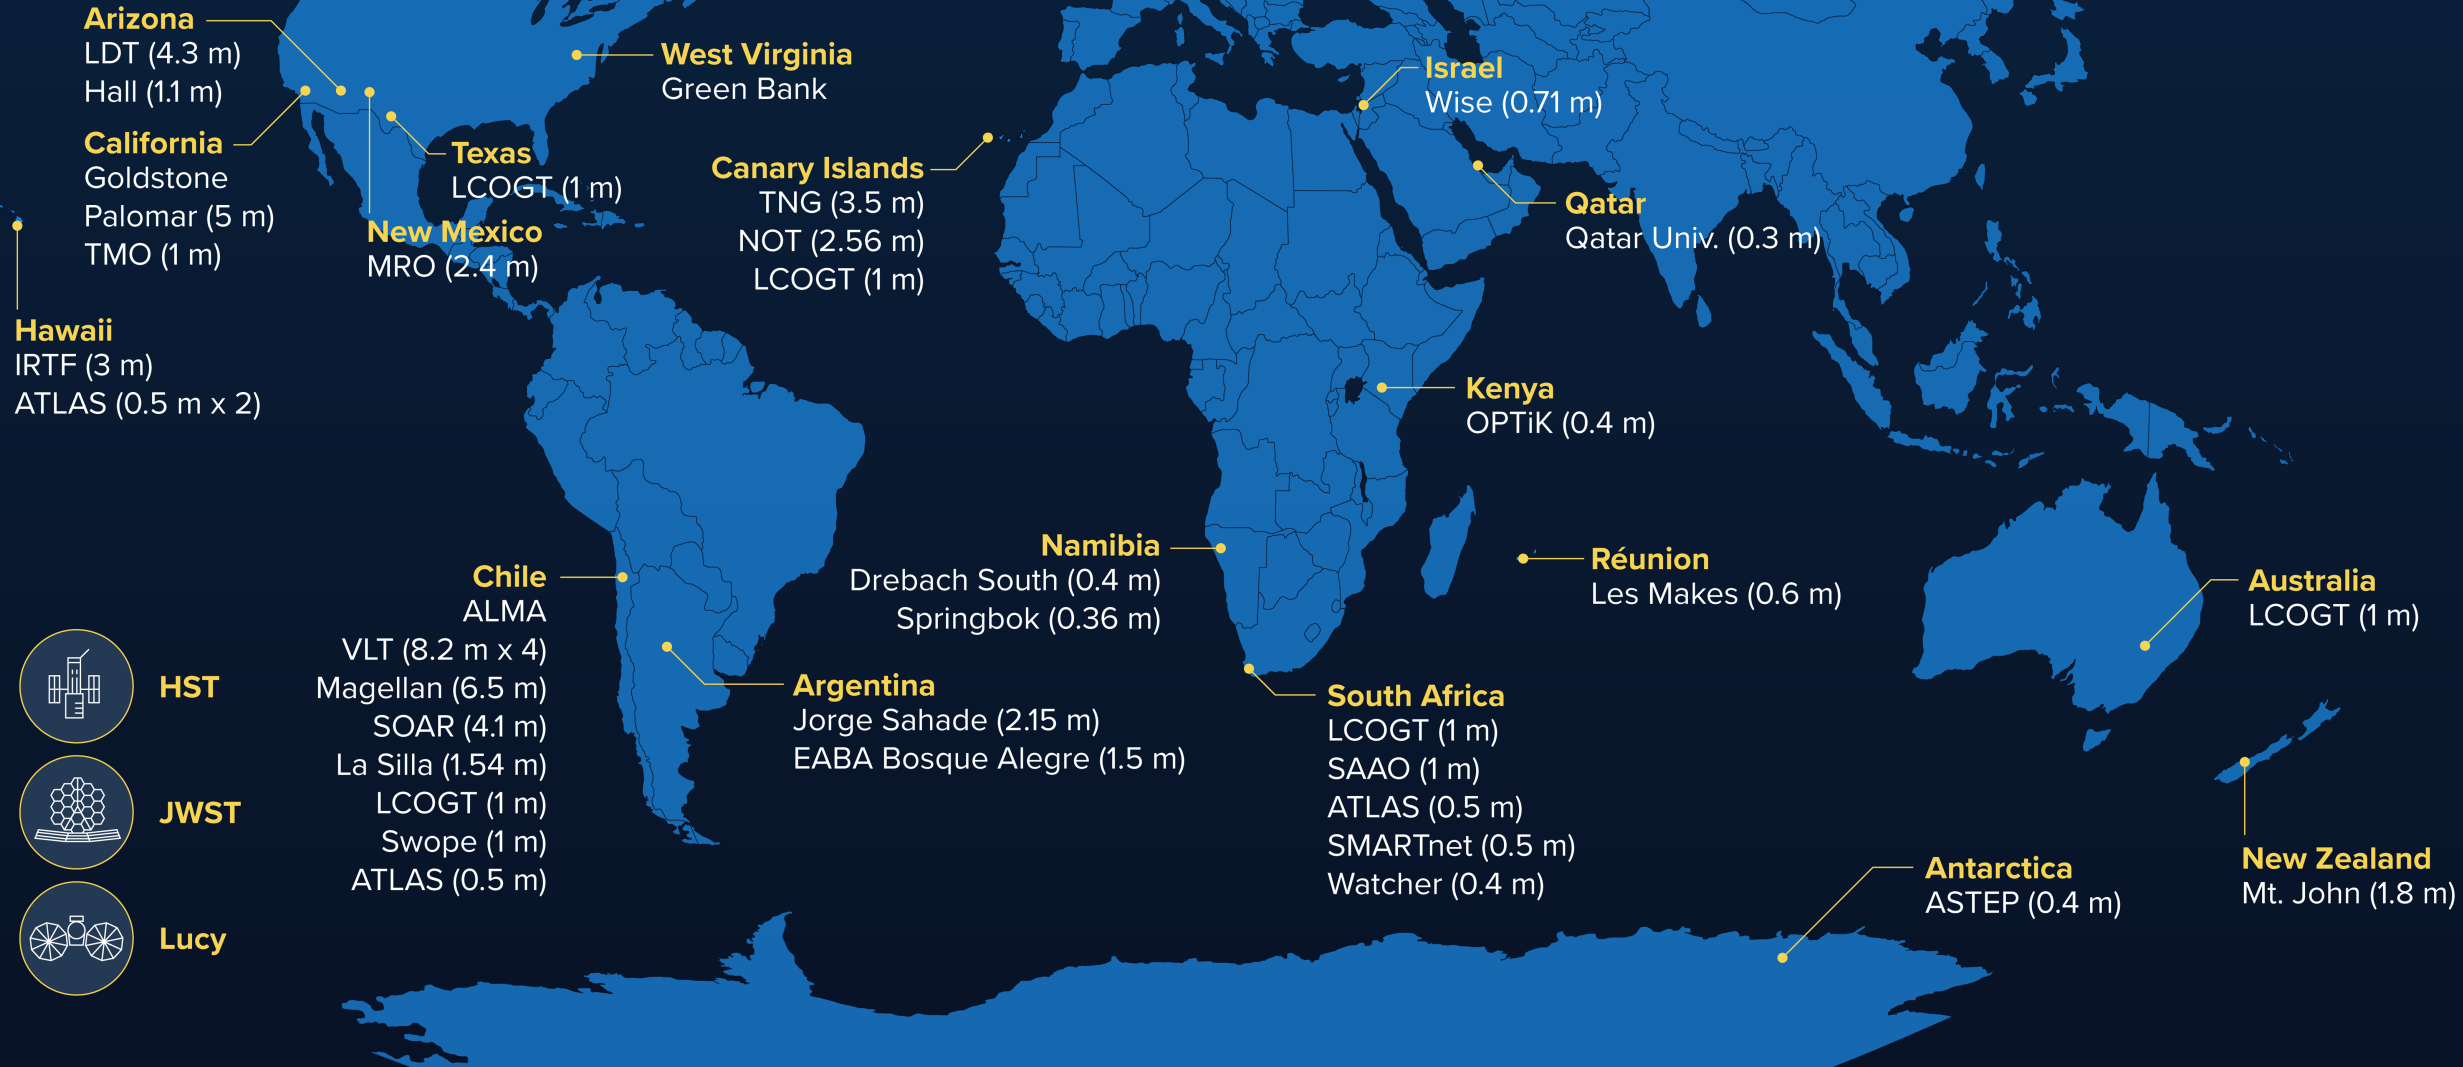 Arizona
LDT (4.3 m)
Hall (1.1 m)
West Virginia
Green Bank
Israel
Wise (0.71 m)
California
Goldstone
Palomar (5 m)
TMO (1 m)
Texas
LCOGT (1 m)
New Mexico
MRO (2.4 m)
Canary Islands
TNG (3.5 m)
NOT (2.56 m)
LCOGT (1 m)
Qatar
Qatar Univ. (0.3 m)
Hawaii
IRTF (3 m)
ATLAS (0.5 m x 2)
Kenya
OPTiK (0.4 m)
Namibia
Drebach South (0.4 m)
Springbok (0.36 m)
Réunion
Les Makes (0.6 m)
Australia
LCOGT (1 m)
Chile
ALMA
VLT (8.2 m x 4)
Magellan (6.5 m)
SOAR (4.1 m)
La Silla (1.54 m)
LCOGT (1 m)
Swope (1 m)
ATLAS (0.5 m)
Argentina
Jorge Sahade (2.15 m)
EABA Bosque Alegre (1.5 m)
South Africa
LCOGT (1 m)
SAAO (1 m)
ATLAS (0.5 m)
SMARTnet (0.5 m)
Watcher (0.4 m)
Antarctica
ASTEP (0.4 m)
New Zealand
Mt. John (1.8 m)
HST
JWST
Lucy